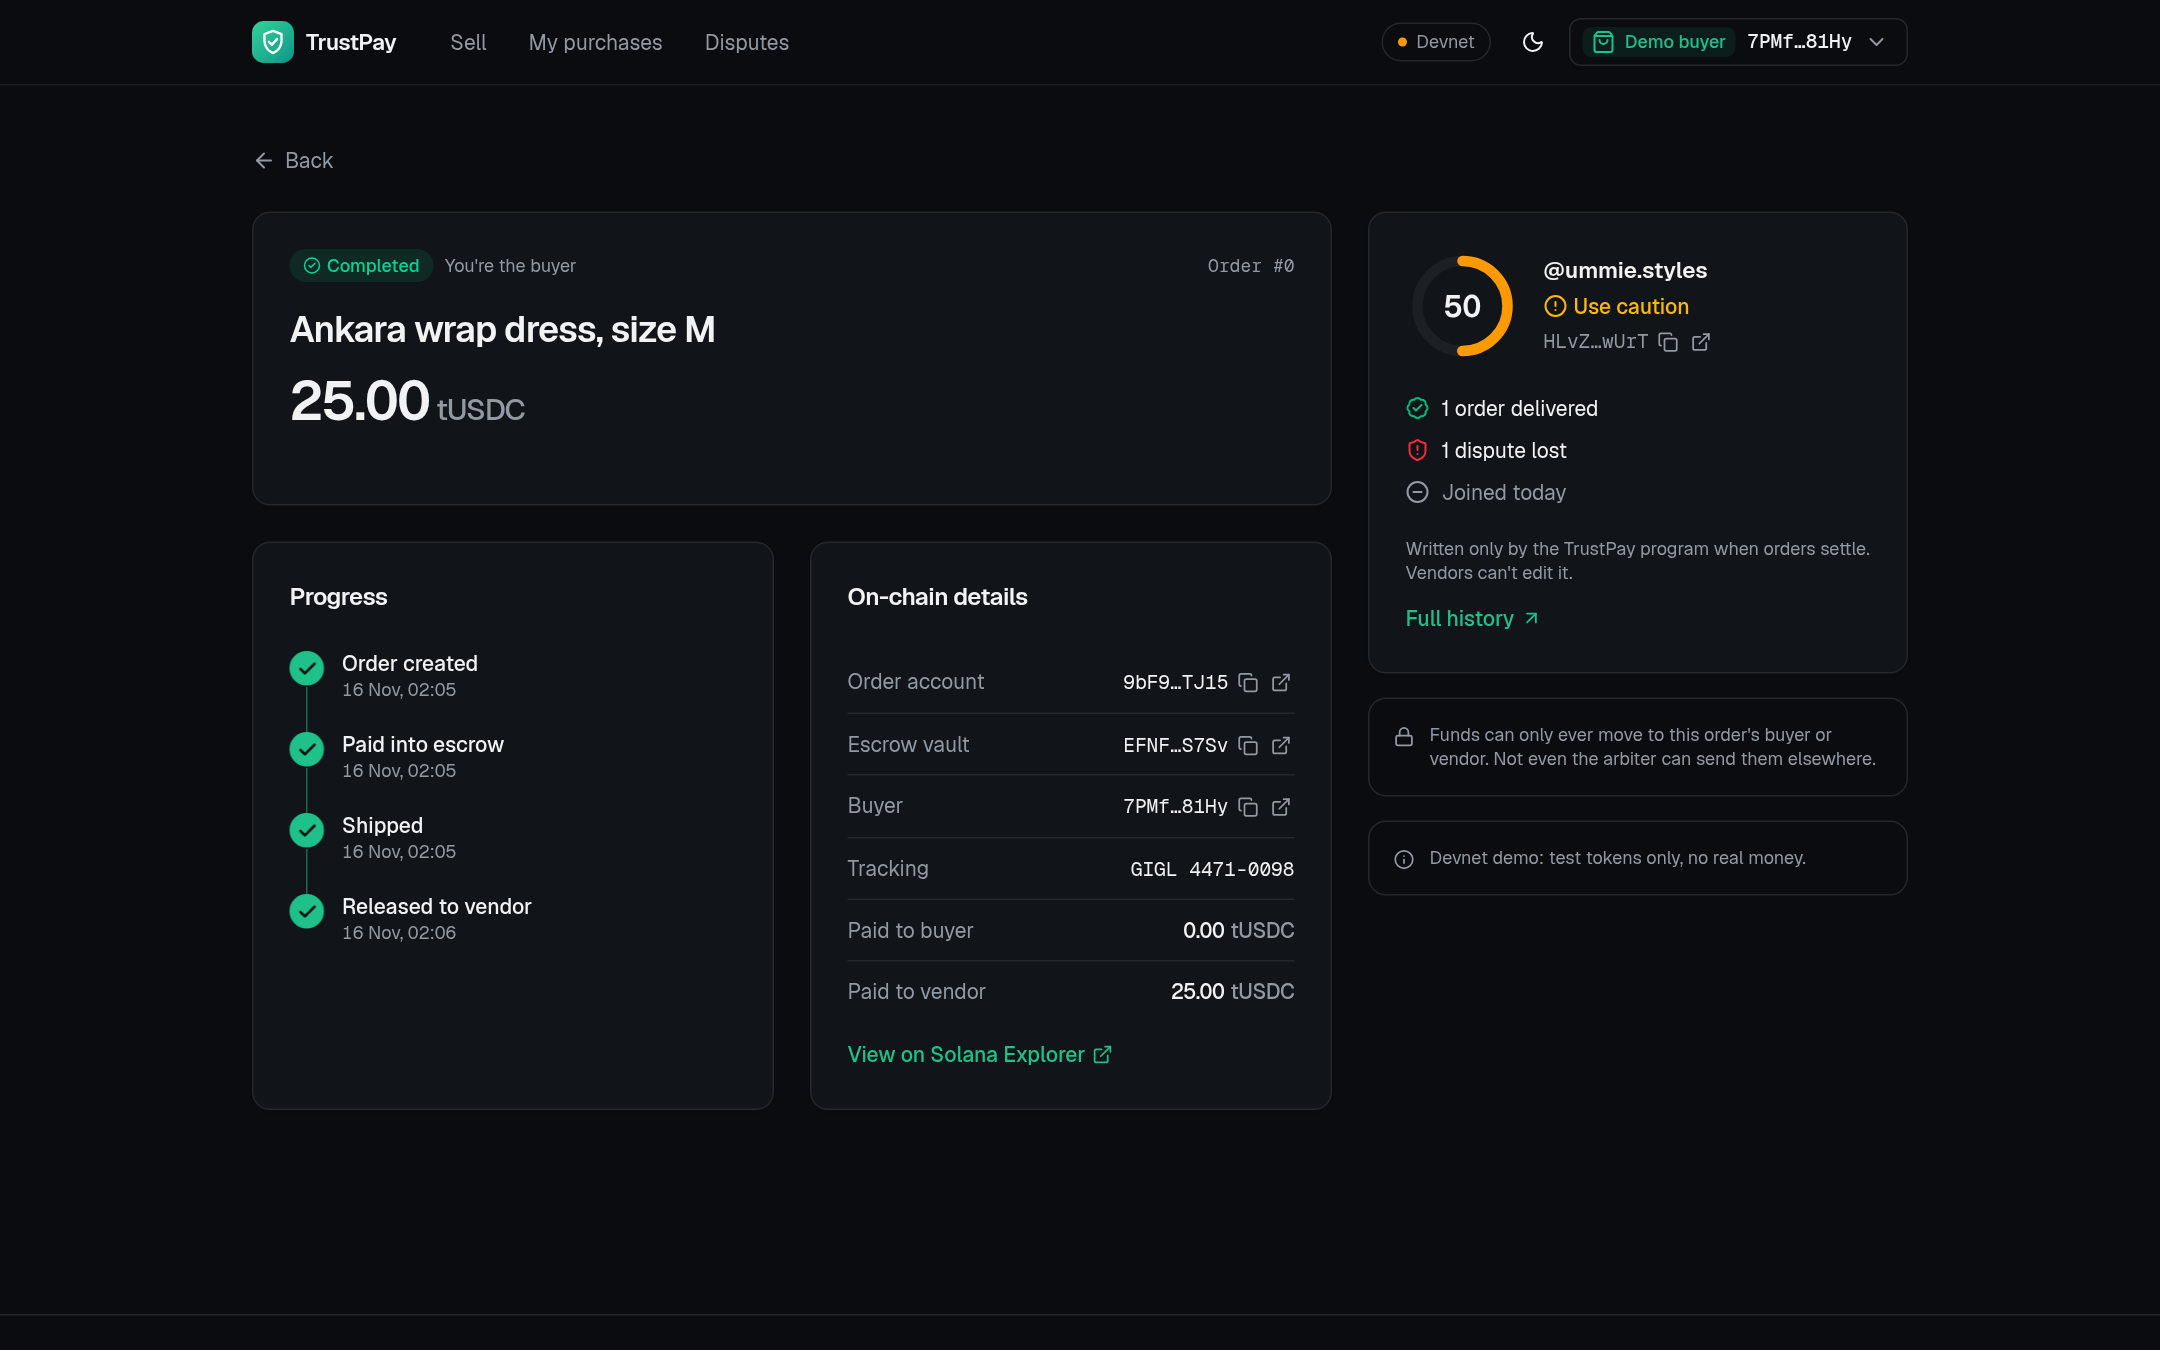 TrustPay
Sell
My purchases
Disputes
Devnet
Demo buyer
7PMf…81Hy
Back
Completed
You're the buyer
Order #0
Ankara wrap dress, size M
25.00 tUSDC
Progress
Order created
16 Nov, 02:05
Paid into escrow
16 Nov, 02:05
Shipped
16 Nov, 02:05
Released to vendor
16 Nov, 02:06
On-chain details
Order account 9bF9…TJ15
Escrow vault EFNF…S7Sv
Buyer 7PMf…81Hy
Tracking GIGL 4471-0098
Paid to buyer 0.00 tUSDC
Paid to vendor 25.00 tUSDC
View on Solana Explorer
50
@ummie.styles
Use caution
HLvZ…wUrT
1 order delivered
1 dispute lost
Joined today
Written only by the TrustPay program when orders settle.
Vendors can't edit it.
Full history
Funds can only ever move to this order's buyer or
vendor. Not even the arbiter can send them elsewhere.
Devnet demo: test tokens only, no real money.